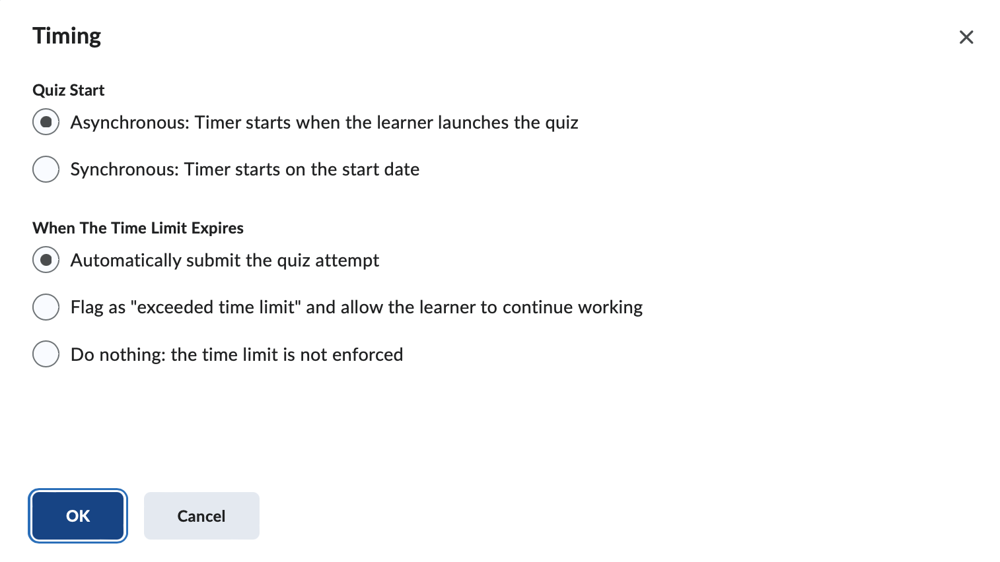 Timing
Quiz Start
Asynchronous: Timer starts when the learner launches the quiz
Synchronous: Timer starts on the start date
When The Time Limit Expires
Automatically submit the quiz attempt
Flag as "exceeded time limit" and allow the learner to continue working
Do nothing: the time limit is not enforced
OK
Cancel